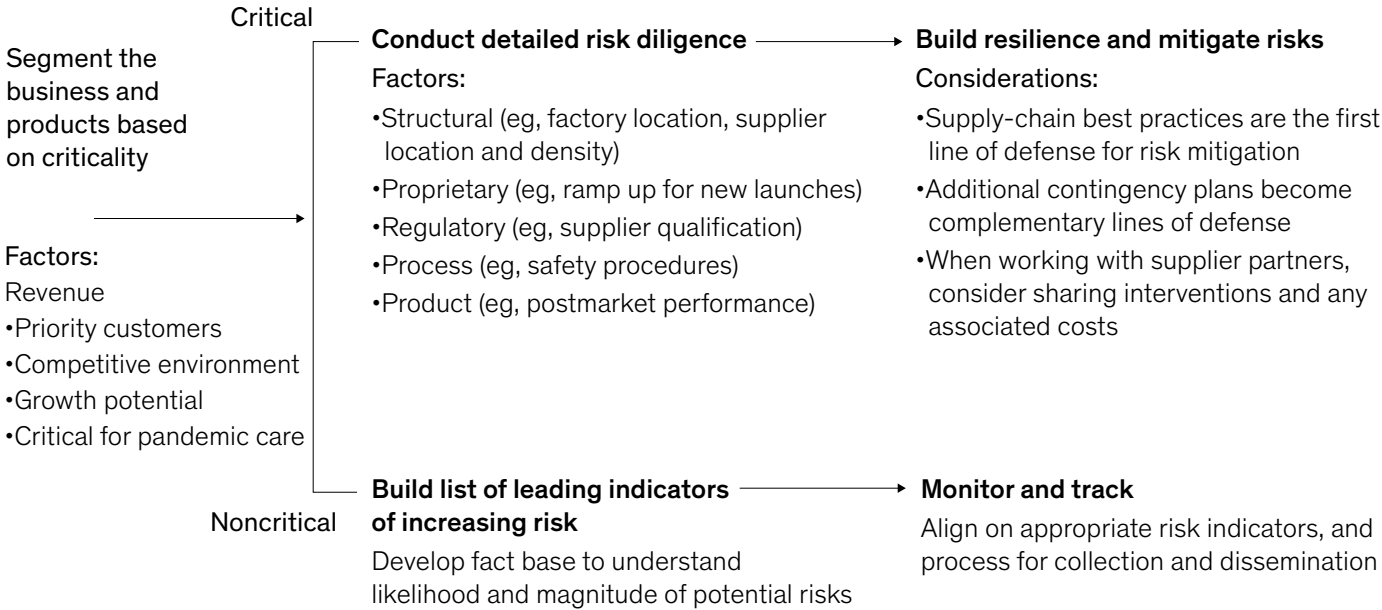 Segment the
business and
products based
on criticality
Factors:
Revenue
•Priority customers
•Competitive environment
•Growth potential
•Critical for pandemic care
Critical
Conduct detailed risk diligence
Factors:
•Structural (eg, factory location, supplier
location and density)
•Proprietary (eg, ramp up for new launches)
•Regulatory (eg, supplier qualification)
•Process (eg, safety procedures)
•Product (eg, postmarket performance)
Build resilience and mitigate risks
Considerations:
•Supply-chain best practices are the first
line of defense for risk mitigation
•Additional contingency plans become
complementary lines of defense
•When working with supplier partners,
consider sharing interventions and any
associated costs
Noncritical
Build list of leading indicators
of increasing risk
Develop fact base to understand
likelihood and magnitude of potential risks
Monitor and track
Align on appropriate risk indicators, and
process for collection and dissemination